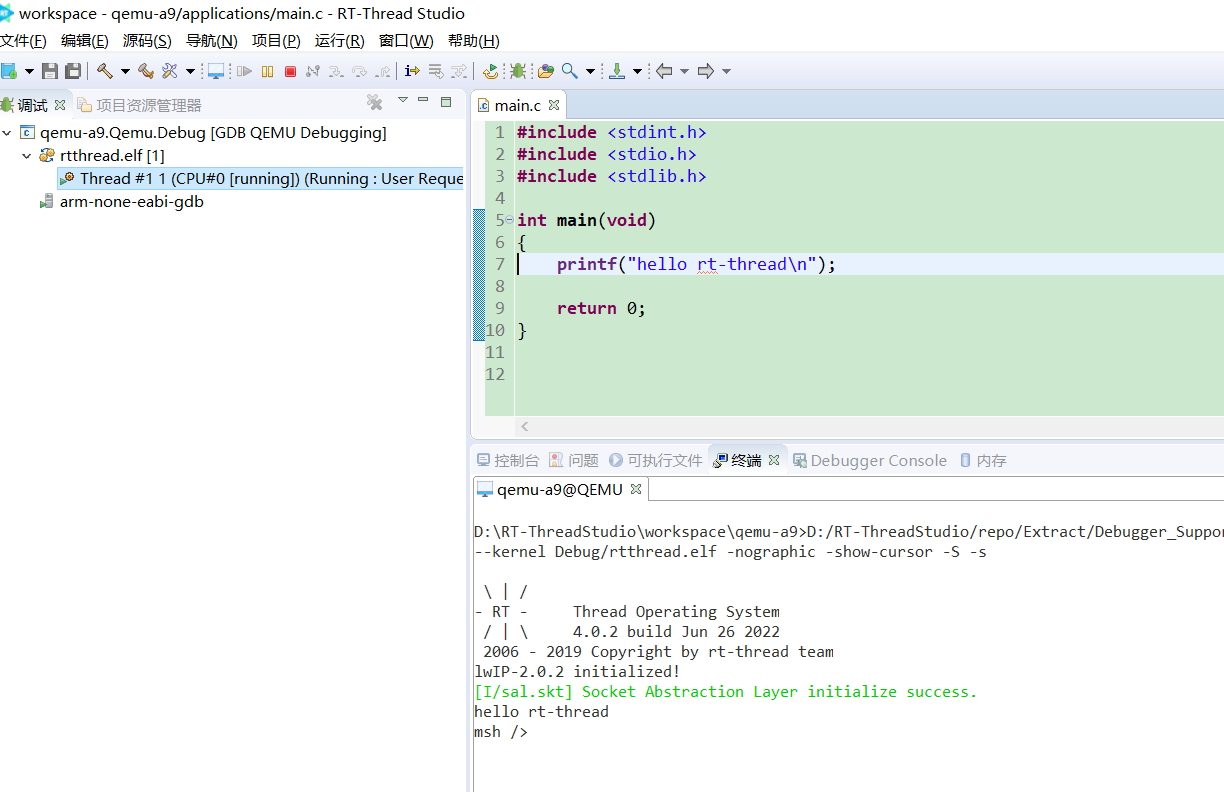 workspace - qemu-a9/applications/main.c - RT-Thread Studio
文件(F) 编辑(E) 源码(S) 导航(N) 项目(P) 运行(R) 窗口(W) 帮助(H)
调试 项目资源管理器
qemu-a9.Qemu.Debug [GDB QEMU Debugging]
rtthread.elf [1]
Thread #1 1 (CPU#0 [running]) (Running : User Reque
arm-none-eabi-gdb
main.c
1 #include <stdint.h>
2 #include <stdio.h>
3 #include <stdlib.h>
4
5 int main(void)
6 {
7     printf("hello rt-thread\n");
8
9     return 0;
10 }
11
12
控制台 问题 可执行文件 终端 Debugger Console 内存
qemu-a9@QEMU
D:\RT-ThreadStudio\workspace\qemu-a9>D:/RT-ThreadStudio/repo/Extract/Debugger_Suppor
--kernel Debug/rtthread.elf -nographic -show-cursor -S -s
 \ | /
- RT -     Thread Operating System
 / | \     4.0.2 build Jun 26 2022
 2006 - 2019 Copyright by rt-thread team
lwIP-2.0.2 initialized!
[I/sal.skt] Socket Abstraction Layer initialize success.
hello rt-thread
msh />